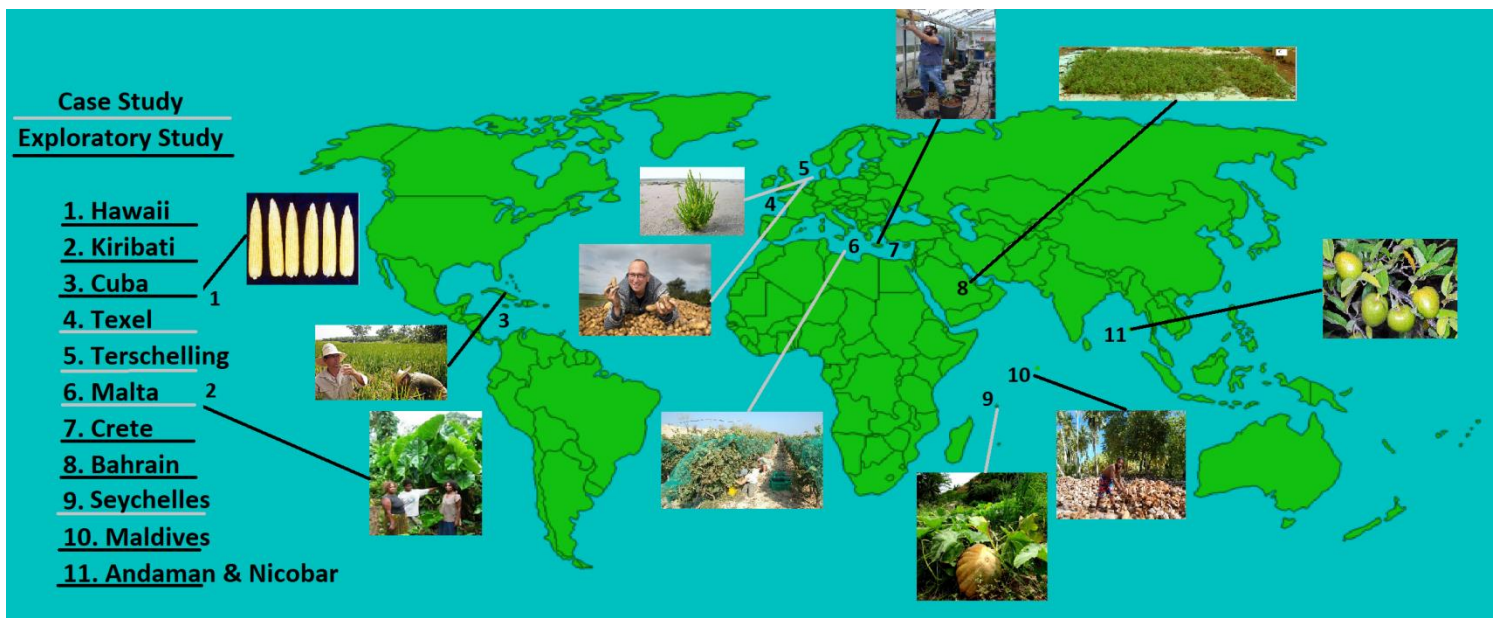 Case Study
Exploratory Study
1. Hawaii
2. Kiribati
3. Cuba
4. Texel
5. Terschelling
6. Malta
7. Crete
8. Bahrain
9. Seychelles
10. Maldives
11. Andaman & Nicobar
1
2
3
4
5
6
7
8
9
10
11